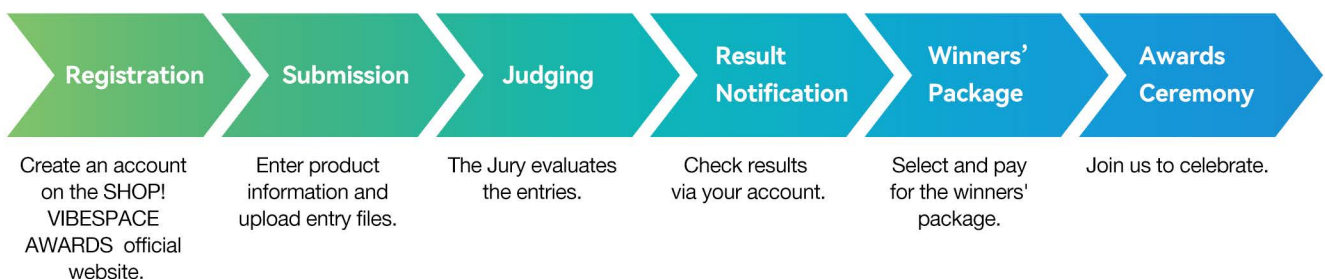 Registration
Create an account
on the SHOP!
VIBESPACE
AWARDS official
website.
Submission
Enter product
information and
upload entry files.
Judging
The Jury evaluates
the entries.
Result
Notification
Check results
via your account.
Winners’
Package
Select and pay
for the winners'
package.
Awards
Ceremony
Join us to celebrate.